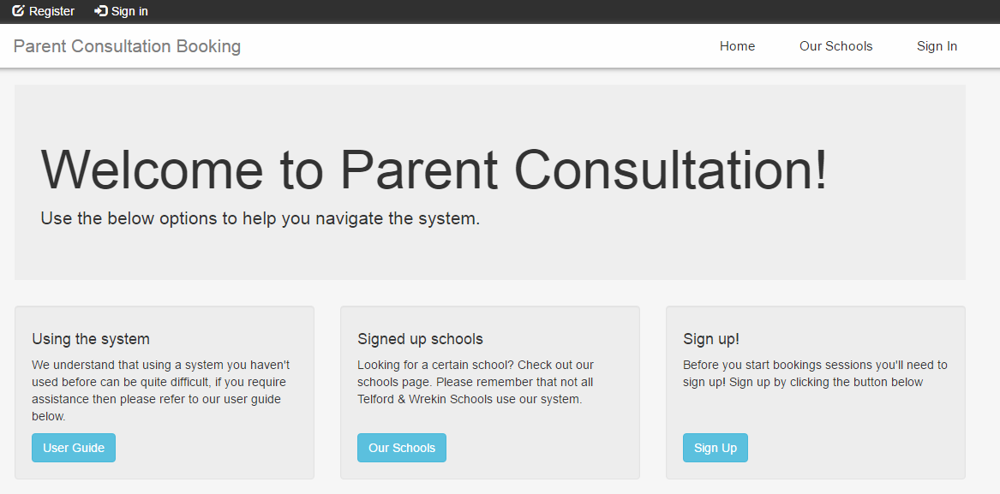 Register Sign in
Parent Consultation Booking Home Our Schools Sign In
Welcome to Parent Consultation!
Use the below options to help you navigate the system.
Using the system
We understand that using a system you haven't
used before can be quite difficult, if you require
assistance then please refer to our user guide
below.
User Guide
Signed up schools
Looking for a certain school? Check out our
schools page. Please remember that not all
Telford & Wrekin Schools use our system.
Our Schools
Sign up!
Before you start bookings sessions you'll need to
sign up! Sign up by clicking the button below
Sign Up